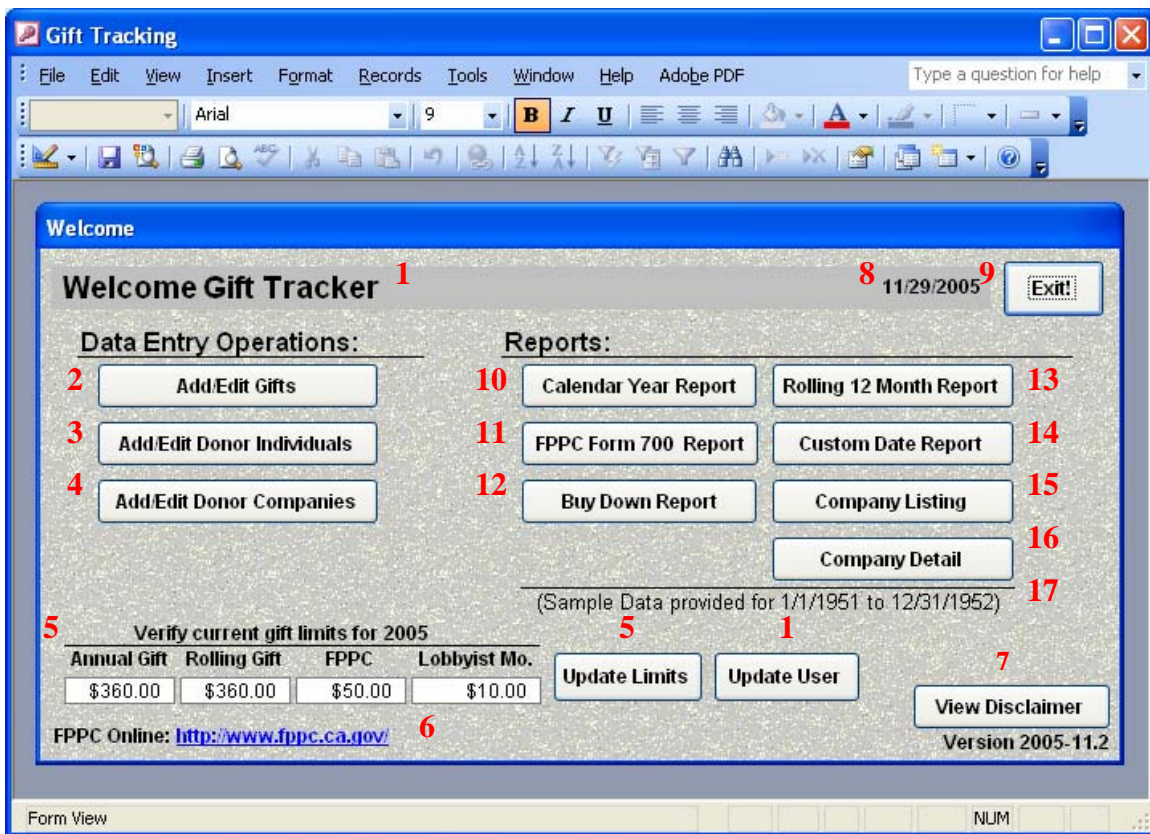 Gift Tracking
File Edit View Insert Format Records Tools Window Help Adobe PDF Type a question for help
Arial 9 B I U A
ABC A Z Z A
Welcome
Welcome Gift Tracker 1 8 11/29/2005 9 Exit!
Data Entry Operations: Reports:
2 Add/Edit Gifts 10 Calendar Year Report Rolling 12 Month Report 13
3 Add/Edit Donor Individuals 11 FPPC Form 700 Report Custom Date Report 14
4 Add/Edit Donor Companies 12 Buy Down Report Company Listing 15
Company Detail 16
(Sample Data provided for 1/1/1951 to 12/31/1952) 17
5 Verify current gift limits for 2005 5 1 7
Annual Gift Rolling Gift FPPC Lobbyist Mo. Update Limits Update User
$360.00 $360.00 $50.00 $10.00 View Disclaimer
FPPC Online: http://www.fppc.ca.gov/ 6 Version 2005-11.2
Form View NUM